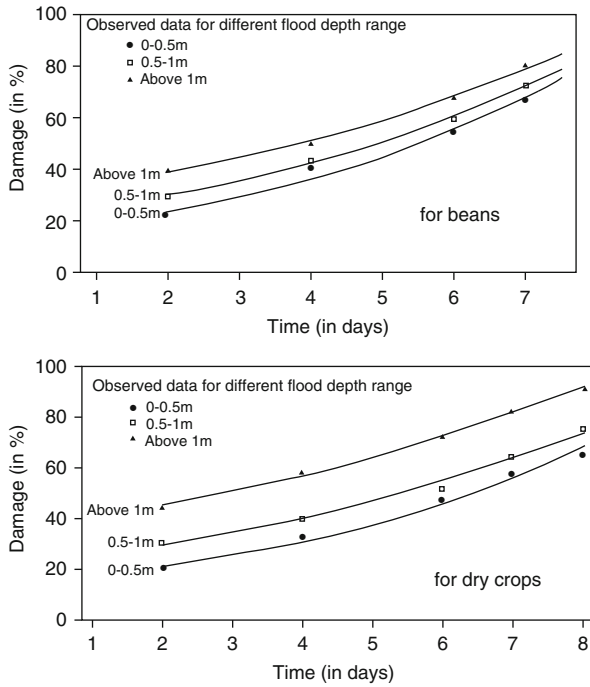 Observed data for different flood depth range
0-0.5m
0.5-1m
Above 1m
Damage (in %)
100
80
60
40
20
0
Above 1m
0.5-1m
0-0.5m
for beans
1 2 3 4 5 6 7
Time (in days)
Observed data for different flood depth range
0-0.5m
0.5-1m
Above 1m
Damage (in %)
100
80
60
40
20
0
Above 1m
0.5-1m
0-0.5m
for dry crops
1 2 3 4 5 6 7 8
Time (in days)